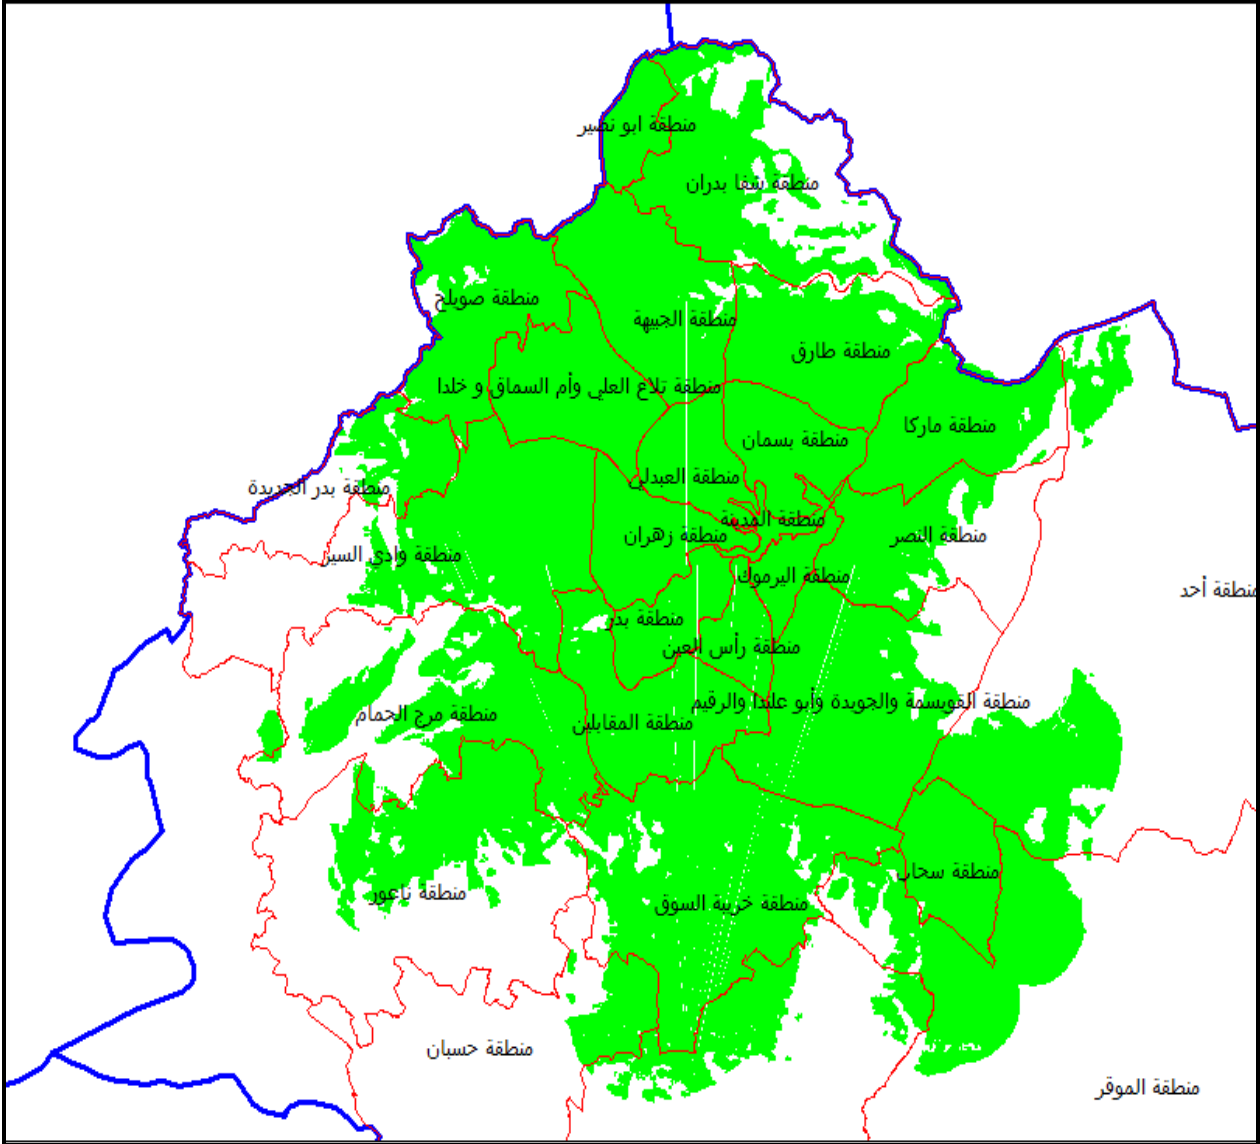 منطقة ابو نصير
منطقة شفا بدران
منطقة صويلح
منطقة الجبيهة
منطقة طارق
منطقة تلاع العلي وأم السماق و خلدا
منطقة ماركا
منطقة بسمان
منطقة العبدلي
منطقة بدر الجديدة
منطقة المدينة
منطقة زهران
منطقة النصر
منطقة وادي السير
منطقة اليرموك
منطقة أحد
منطقة بدر
منطقة رأس العين
منطقة القويسمة والجويدة وأبو علندا والرقيم
منطقة مرج الحمام
منطقة المقابلين
منطقة سحاب
منطقة ناعور
منطقة خريبة السوق
منطقة حسبان
منطقة الموقر